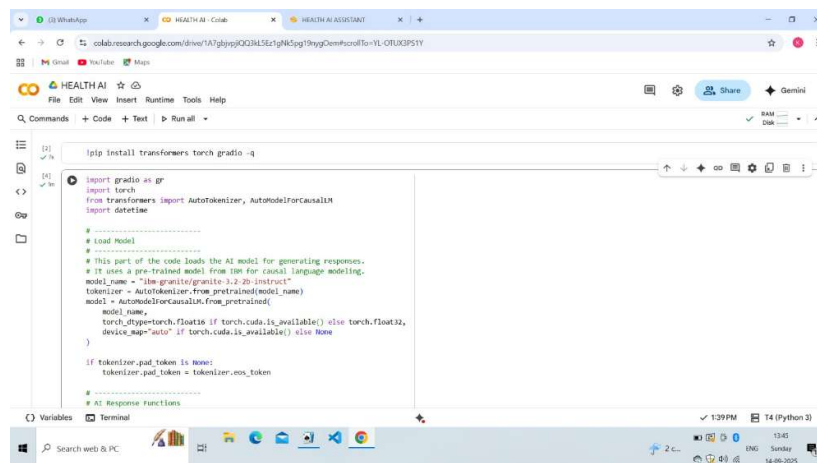 (3) WhatsApp
HEALTH AI - Colab
HEALTH AI ASSISTANT
colab.research.google.com/drive/
Gmail
YouTube
Maps
HEALTH AI
Share
Gemini
File Edit View Insert Runtime Tools Help
Commands + Code + Text Run all
RAM
Disk
[2]
!pip install transformers torch gradio -q
[4]
import gradio as gr
import torch
from transformers import AutoTokenizer, AutoModelForCausalLM
import datetime
# -------------------------
# Load Model
# -------------------------
# This part of the code loads the AI model for generating responses.
# It uses a pre-trained model from IBM for causal language modeling.
model_name = "ibm-granite/granite-3.2-2b-instruct"
tokenizer = AutoTokenizer.from_pretrained(model_name)
model = AutoModelForCausalLM.from_pretrained(
model_name,
torch_dtype=torch.float16 if torch.cuda.is_available() else torch.float32,
device_map="auto" if torch.cuda.is_available() else None
)
if tokenizer.pad_token is None:
tokenizer.pad_token = tokenizer.eos_token
# -------------------------
# AI Response Functions
Variables
Terminal
1:39 PM
T4 (Python 3)
Search web & PC
2 c...
ENG
13:45
Sunday
14-09-2025